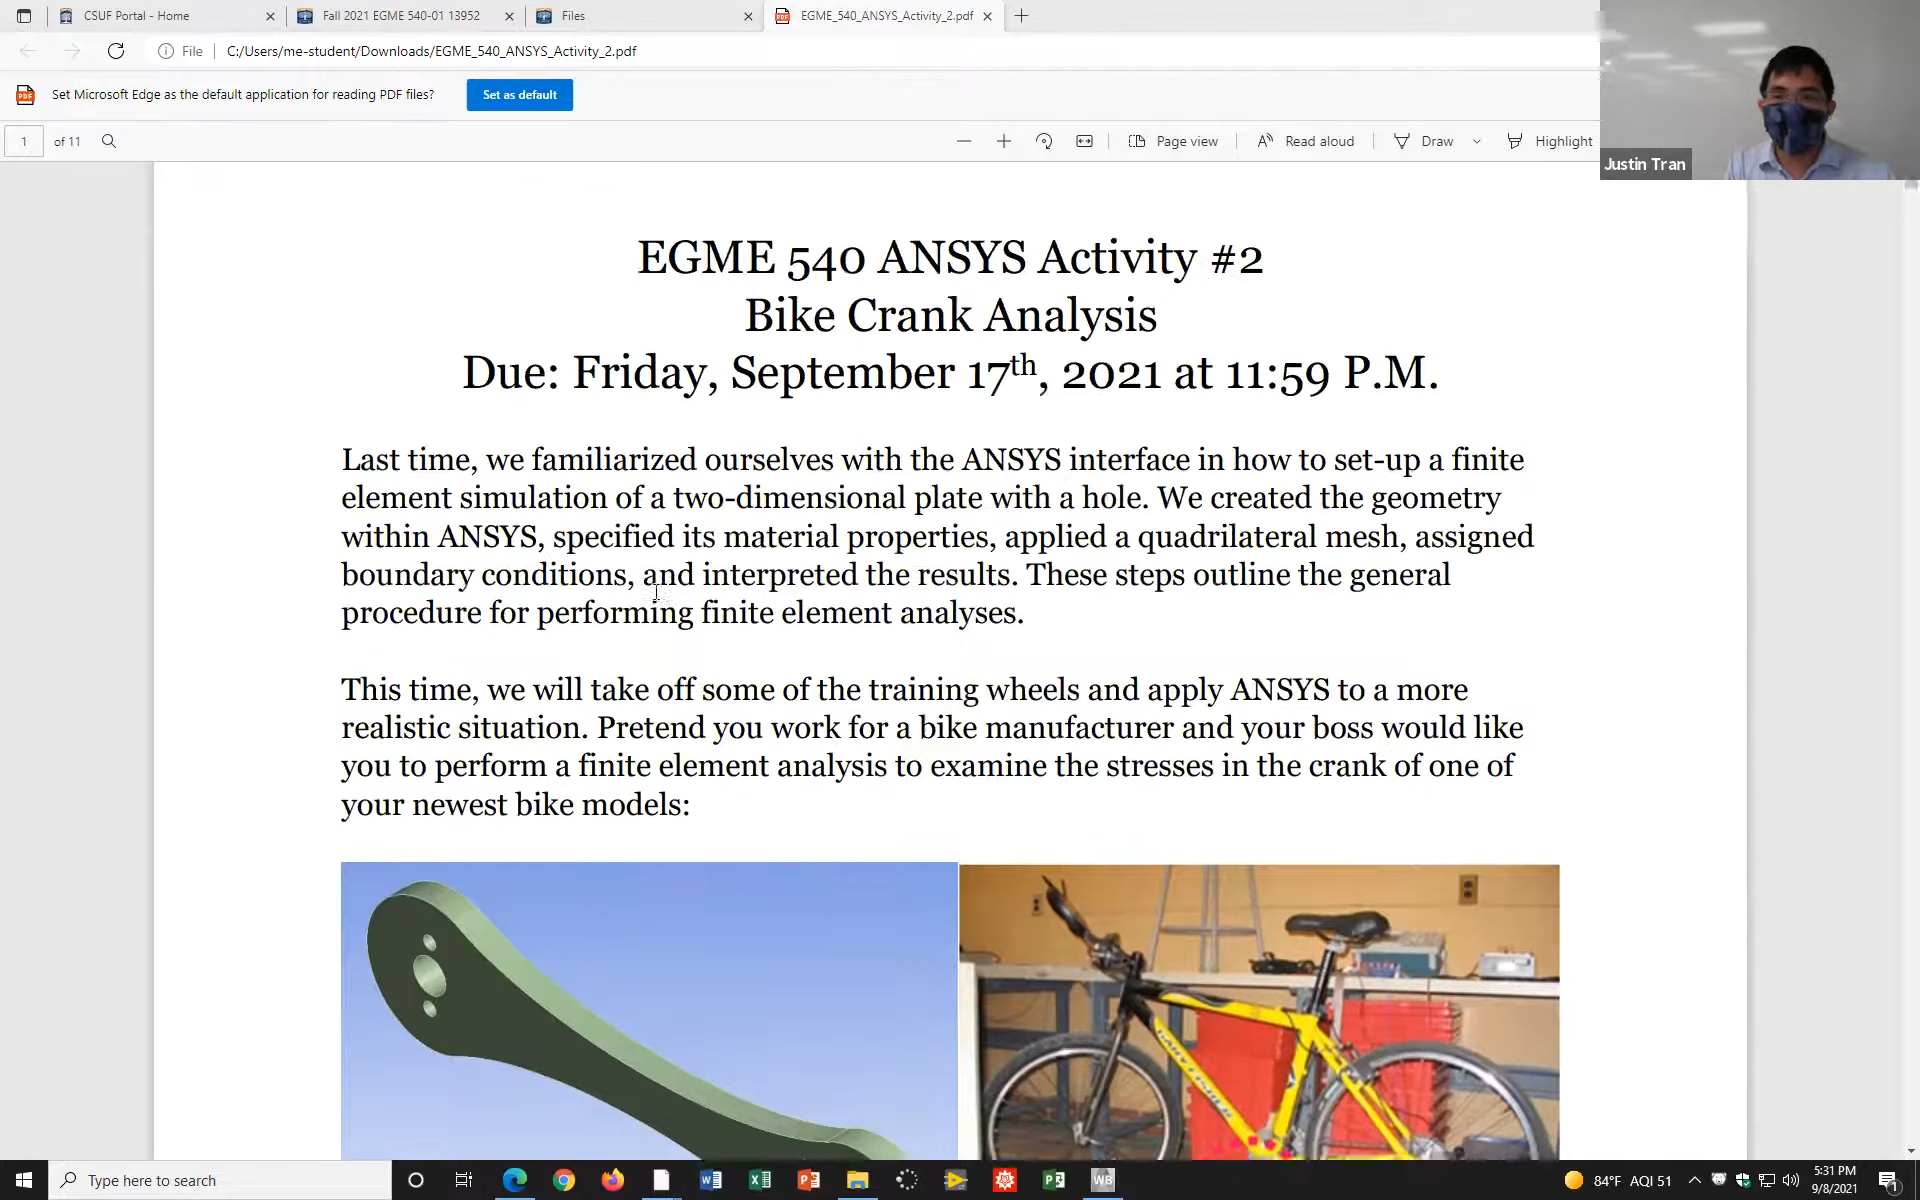 CSUF Portal - Home
Fall 2021 EGME 540-01 13952
Files
EGME_540_ANSYS_Activity_2.pdf
File
C:/Users/me-student/Downloads/EGME_540_ANSYS_Activity_2.pdf
Set Microsoft Edge as the default application for reading PDF files?
Set as default
1 of 11
Page view
Read aloud
Draw
Highlight
Justin Tran
EGME 540 ANSYS Activity #2
Bike Crank Analysis
Due: Friday, September 17th, 2021 at 11:59 P.M.
Last time, we familiarized ourselves with the ANSYS interface in how to set-up a finite
element simulation of a two-dimensional plate with a hole. We created the geometry
within ANSYS, specified its material properties, applied a quadrilateral mesh, assigned
boundary conditions, and interpreted the results. These steps outline the general
procedure for performing finite element analyses.
This time, we will take off some of the training wheels and apply ANSYS to a more
realistic situation. Pretend you work for a bike manufacturer and your boss would like
you to perform a finite element analysis to examine the stresses in the crank of one of
your newest bike models:
GARY FISHER
Type here to search
84°F AQI 51
5:31 PM
9/8/2021